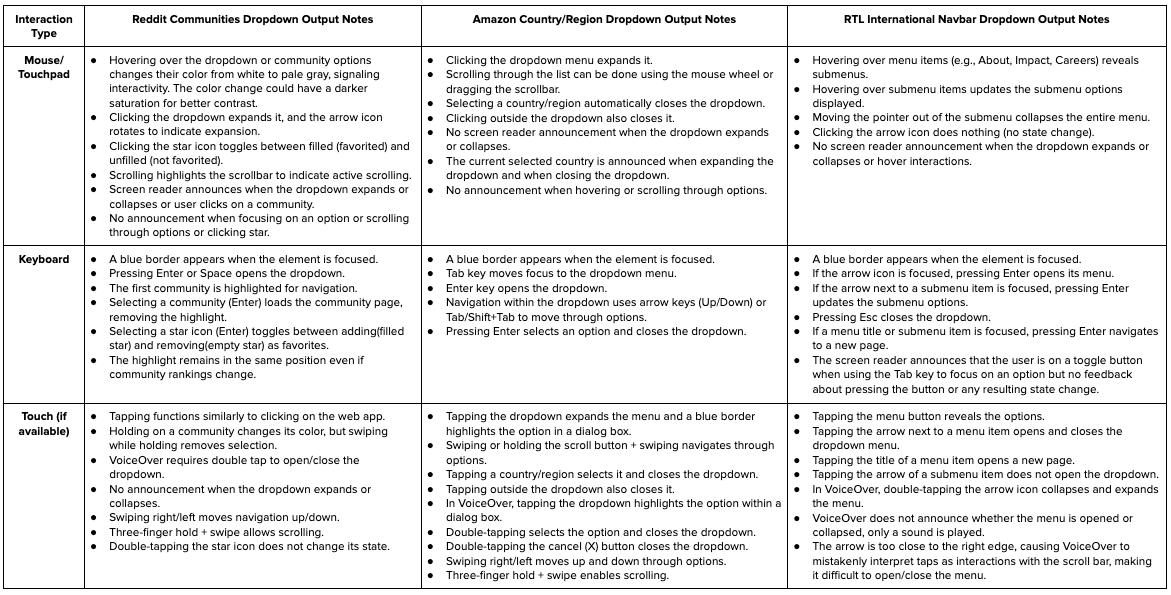 Interaction
Type
Reddit Communities Dropdown Output Notes
Amazon Country/Region Dropdown Output Notes
RTL International Navbar Dropdown Output Notes
Mouse/
Touchpad
● Hovering over the dropdown or community options
changes their color from white to pale gray, signaling
interactivity. The color change could have a darker
saturation for better contrast.
● Clicking the dropdown expands it, and the arrow icon
rotates to indicate expansion.
● Clicking the star icon toggles between filled (favorited) and
unfilled (not favorited).
● Scrolling highlights the scrollbar to indicate active scrolling.
● Screen reader announces when the dropdown expands or
collapses or user clicks on a community.
● No announcement when focusing on an option or scrolling
through options or clicking star.
● Clicking the dropdown menu expands it.
● Scrolling through the list can be done using the mouse wheel or
dragging the scrollbar.
● Selecting a country/region automatically closes the dropdown.
● Clicking outside the dropdown also closes it.
● No screen reader announcement when the dropdown expands
or collapses.
● The current selected country is announced when expanding the
dropdown and when closing the dropdown.
● No announcement when hovering or scrolling through options.
● Hovering over menu items (e.g., About, Impact, Careers) reveals
submenus.
● Hovering over submenu items updates the submenu options
displayed.
● Moving the pointer out of the submenu collapses the entire menu.
● Clicking the arrow icon does nothing (no state change).
● No screen reader announcement when the dropdown expands or
collapses or hover interactions.
Keyboard
● A blue border appears when the element is focused.
● Pressing Enter or Space opens the dropdown.
● The first community is highlighted for navigation.
● Selecting a community (Enter) loads the community page,
removing the highlight.
● Selecting a star icon (Enter) toggles between adding(filled
star) and removing(empty star) as favorites.
● The highlight remains in the same position even if
community rankings change.
● A blue border appears when the element is focused.
● Tab key moves focus to the dropdown menu.
● Enter key opens the dropdown.
● Navigation within the dropdown uses arrow keys (Up/Down) or
Tab/Shift+Tab to move through options.
● Pressing Enter selects an option and closes the dropdown.
● A blue border appears when the element is focused.
● If the arrow icon is focused, pressing Enter opens its menu.
● If the arrow next to a submenu item is focused, pressing Enter
updates the submenu options.
● Pressing Esc closes the dropdown.
● If a menu title or submenu item is focused, pressing Enter navigates
to a new page.
● The screen reader announces that the user is on a toggle button
when using the Tab key to focus on an option but no feedback
about pressing the button or any resulting state change.
Touch (if
available)
● Tapping functions similarly to clicking on the web app.
● Holding on a community changes its color, but swiping
while holding removes selection.
● VoiceOver requires double tap to open/close the
dropdown.
● No announcement when the dropdown expands or
collapses.
● Swiping right/left moves navigation up/down.
● Three-finger hold + swipe allows scrolling.
● Double-tapping the star icon does not change its state.
● Tapping the dropdown expands the menu and a blue border
highlights the option in a dialog box.
● Swiping or holding the scroll button + swiping navigates through
options.
● Tapping a country/region selects it and closes the dropdown.
● Tapping outside the dropdown also closes it.
● In VoiceOver, tapping the dropdown highlights the option within a
dialog box.
● Double-tapping selects the option and closes the dropdown.
● Double-tapping the cancel (X) button closes the dropdown.
● Swiping right/left moves up and down through options.
● Three-finger hold + swipe enables scrolling.
● Tapping the menu button reveals the options.
● Tapping the arrow next to a menu item opens and closes the
dropdown menu.
● Tapping the title of a menu item opens a new page.
● Tapping the arrow of a submenu item does not open the dropdown.
● In VoiceOver, double-tapping the arrow icon collapses and expands
the menu.
● VoiceOver does not announce whether the menu is opened or
collapsed, only a sound is played.
● The arrow is too close to the right edge, causing VoiceOver to
mistakenly interpret taps as interactions with the scroll bar, making
it difficult to open/close the menu.